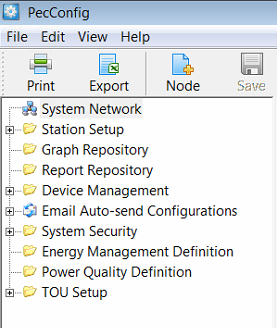 PecConfig
File Edit View Help
Print Export Node Save
System Network
Station Setup
Graph Repository
Report Repository
Device Management
Email Auto-send Configurations
System Security
Energy Management Definition
Power Quality Definition
TOU Setup